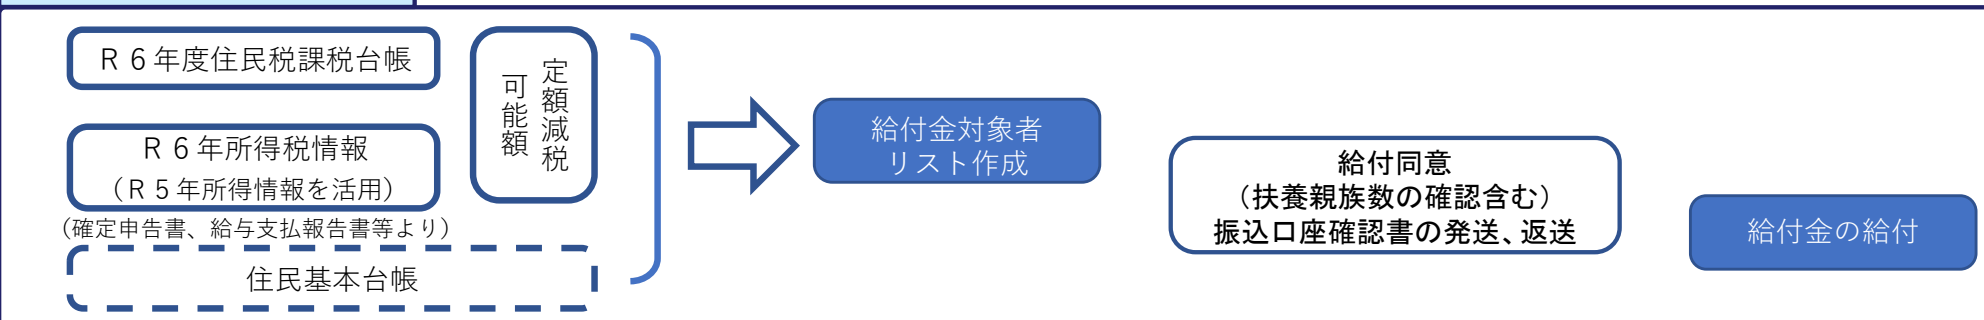 R６年度住民税課税台帳
R６年所得税情報
（R５年所得情報を活用）
（確定申告書、給与支払報告書等より）
住民基本台帳
定額減税
可能額
給付金対象者
リスト作成
給付同意
（扶養親族数の確認含む）
振込口座確認書の発送、返送
給付金の給付